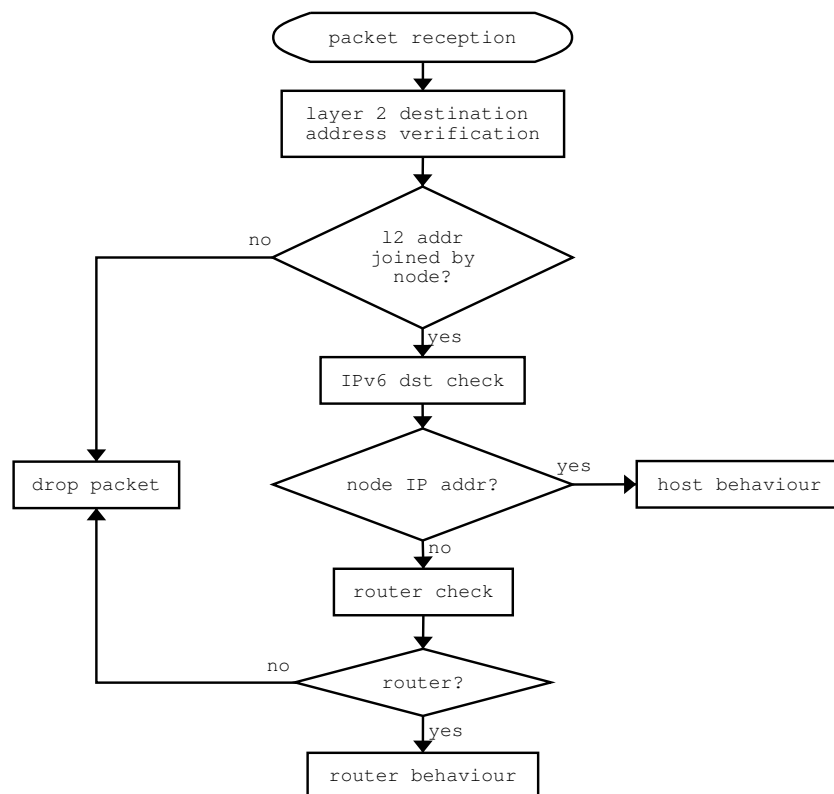 packet reception
layer 2 destination
address verification
no
l2 addr
joined by
node?
yes
IPv6 dst check
drop packet
node IP addr?
yes
host behaviour
no
router check
no
router?
yes
router behaviour